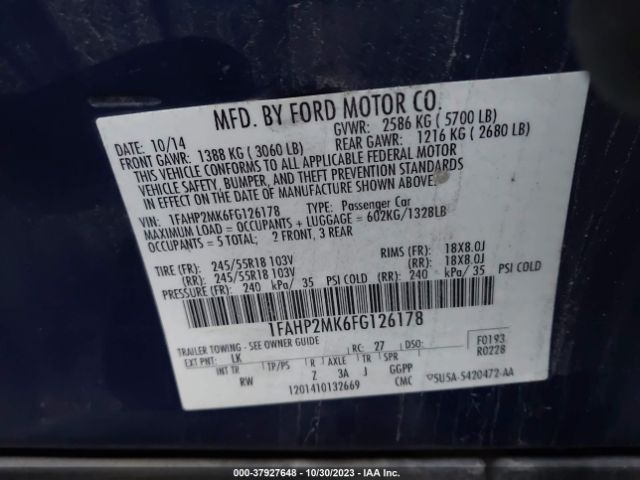 MFD. BY FORD MOTOR CO.
DATE: 10/14 GVWR: 2586 KG ( 5700 LB)
FRONT GAWR: 1388 KG ( 3060 LB) REAR GAWR: 1216 KG ( 2680 LB)
THIS VEHICLE CONFORMS TO ALL APPLICABLE FEDERAL MOTOR
VEHICLE SAFETY, BUMPER, AND THEFT PREVENTION STANDARDS
IN EFFECT ON THE DATE OF MANUFACTURE SHOWN ABOVE.
VIN: 1FAHP2MK6FG126178 TYPE: Passenger Car
MAXIMUM LOAD = OCCUPANTS + LUGGAGE = 602KG/1328LB
OCCUPANTS = 5 TOTAL; 2 FRONT, 3 REAR
TIRE (FR): 245/55R18 103V RIMS (FR): 18X8.0J
(RR): 245/55R18 103V (RR): 18X8.0J
PRESSURE (FR): 240 kPa/ 35 PSI COLD (RR): 240 kPa/ 35 PSI COLD
1FAHP2MK6FG126178
TRAILER TOWING - SEE OWNER GUIDE
EXT PNT: LK RC: 27 DSO: F0193
INT TR TP/PS R AXLE TR SPR R0228
RW Z 3A J GGPP
1201410132669 CMC
000-37927648 - 10/30/2023 - IAA Inc.